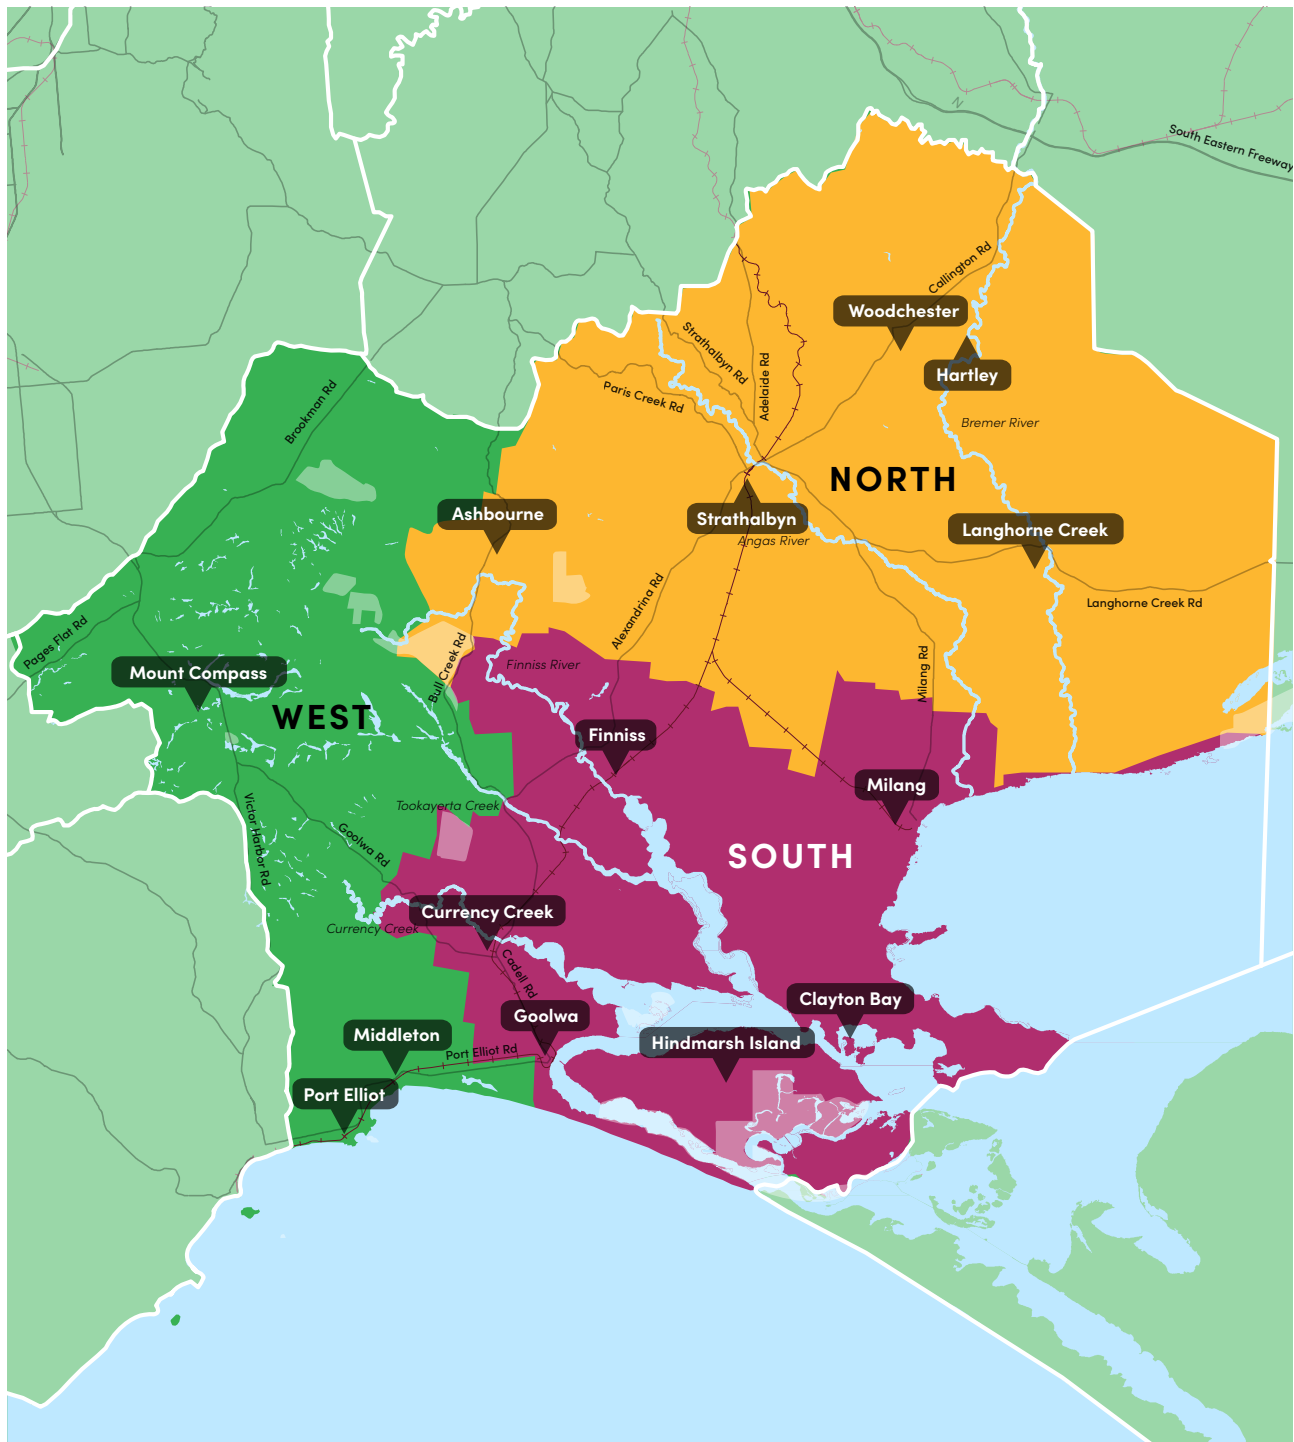 N
South Eastern Freeway
Callington Rd
Woodchester
Strathalbyn Rd
Adelaide Rd
Hartley
Paris Creek Rd
Brookman Rd
Bremer River
NORTH
Ashbourne
Strathalbyn
Langhorne Creek
Angas River
Alexandrina Rd
Langhorne Creek Rd
Pages Flat Rd
Bull Creek Rd
Finniss River
Milang Rd
Mount Compass
WEST
Finniss
Milang
Tookayerta Creek
Victor Harbor Rd
Goolwa Rd
SOUTH
Currency Creek
Currency Creek
Cadell Rd
Clayton Bay
Goolwa
Middleton
Hindmarsh Island
Port Elliot Rd
Port Elliot